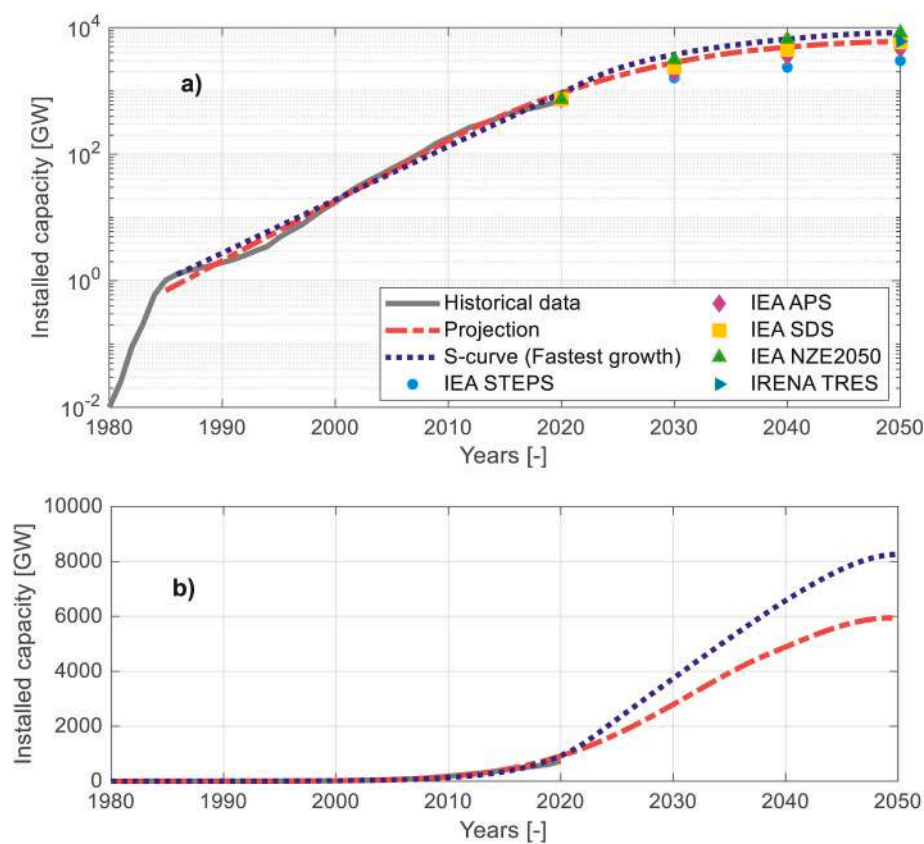 a)
Installed capacity [GW]
10^4
10^2
10^0
10^-2
Historical data
Projection
S-curve (Fastest growth)
IEA STEPS
IEA APS
IEA SDS
IEA NZE2050
IRENA TRES
1980 1990 2000 2010 2020 2030 2040 2050
Years [-]
b)
Installed capacity [GW]
10000
8000
6000
4000
2000
0
1980 1990 2000 2010 2020 2030 2040 2050
Years [-]